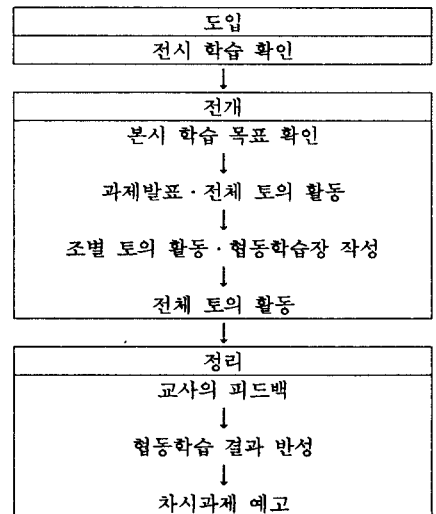 도입
전시 학습 확인
↓
전개
본시 학습 목표 확인
↓
과제발표·전체 토의 활동
↓
조별 토의 활동·협동학습장 작성
↓
전체 토의 활동
↓
정리
교사의 피드백
↓
협동학습 결과 반성
↓
차시과제 예고